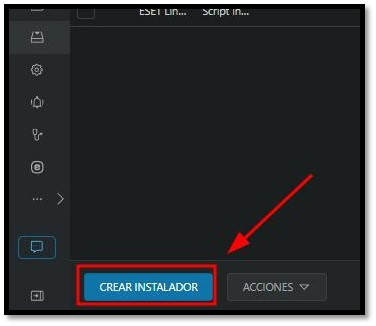 ESET Lin... Script in...
CREAR INSTALADOR ACCIONES